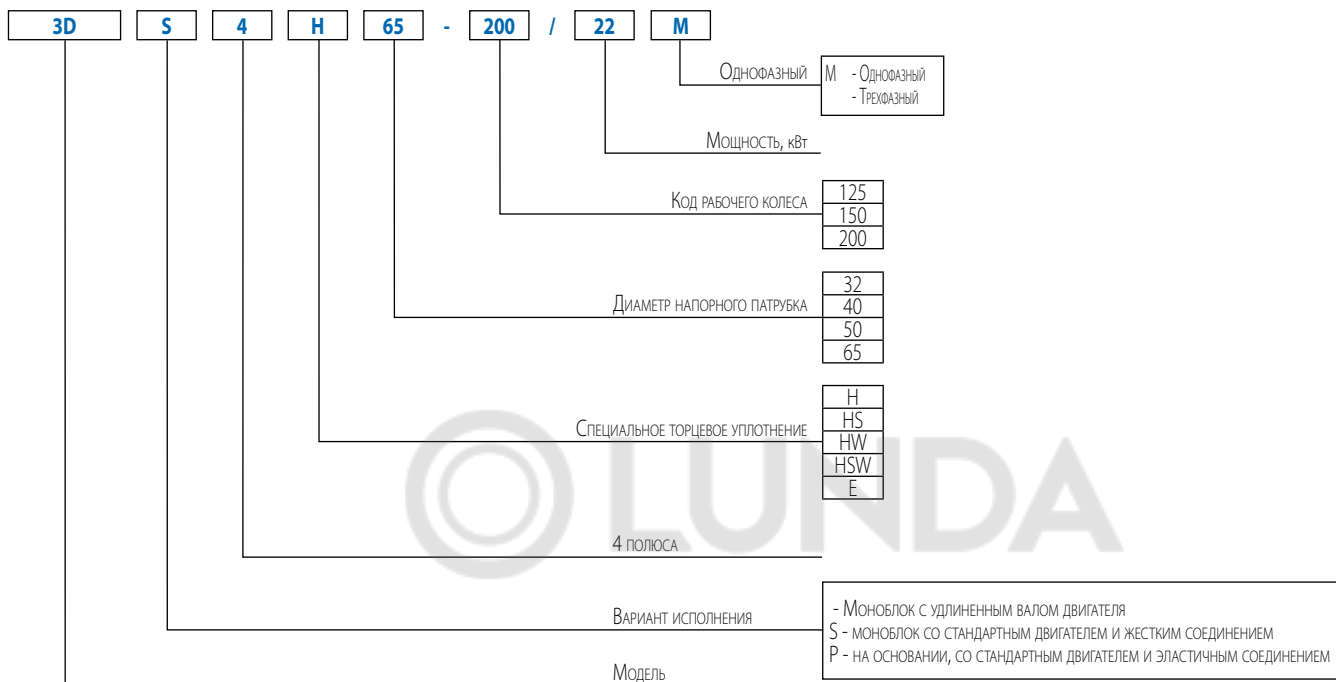 3D S 4 H 65 - 200 / 22 M
Однофазный
M - Однофазный
- Трехфазный
Мощность, кВт
Код рабочего колеса
125
150
200
Диаметр напорного патрубка
32
40
50
65
Специальное торцевое уплотнение
H
HS
HW
HSW
E
LUNDA
4 полюса
Вариант исполнения
- Моноблок с удлиненным валом двигателя
S - моноблок со стандартным двигателем и жестким соединением
P - на основании, со стандартным двигателем и эластичным соединением
Модель